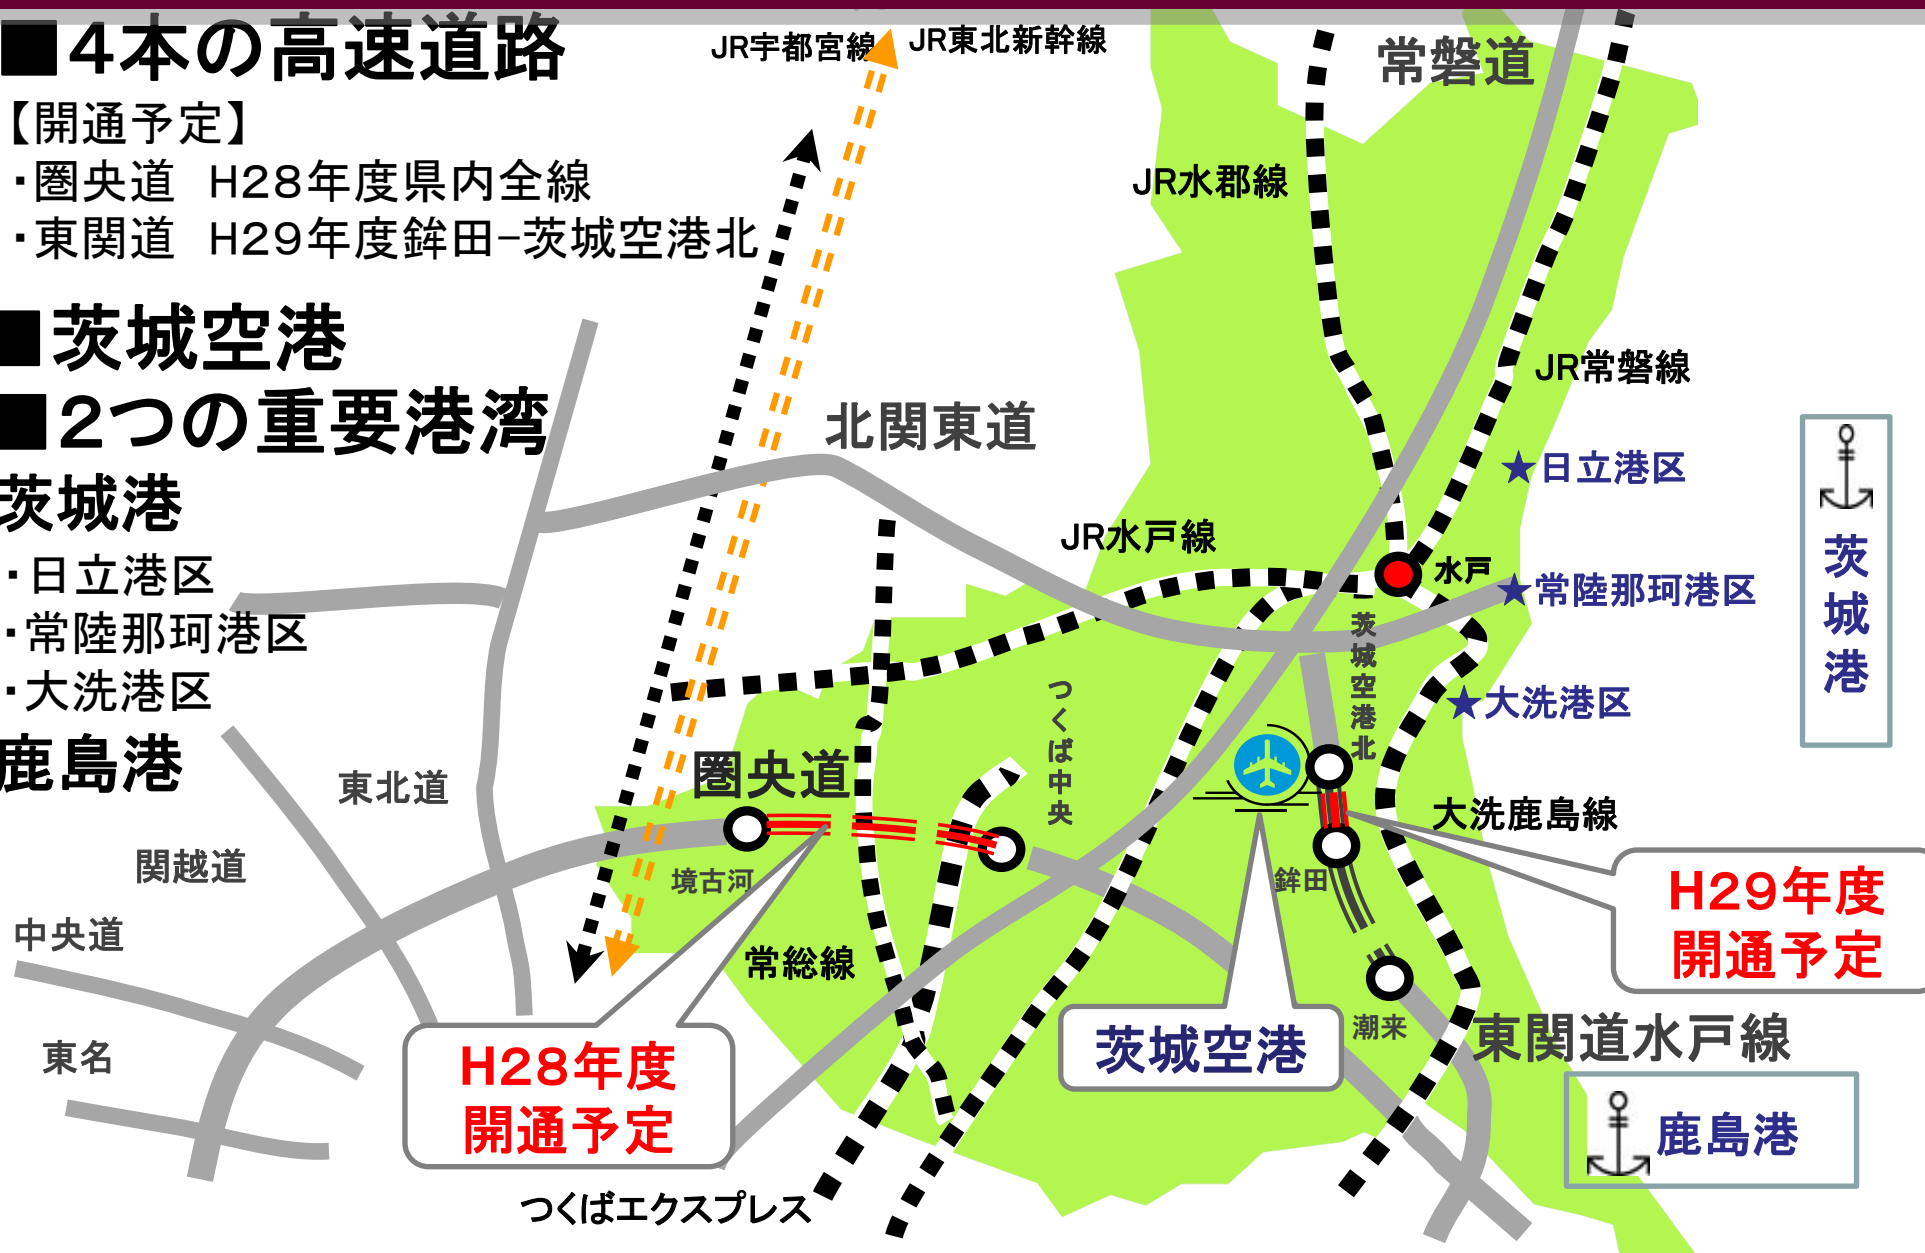 ■4本の高速道路
【開通予定】
・圏央道 H28年度県内全線
・東関道 H29年度鉾田-茨城空港北
■茨城空港
■2つの重要港湾
茨城港
・日立港区
・常陸那珂港区
・大洗港区
鹿島港
JR宇都宮線
JR東北新幹線
常磐道
JR水郡線
JR常磐線
北関東道
★日立港区
JR水戸線
水戸
★常陸那珂港区
茨城港
茨城空港北
★大洗港区
つくば中央
圏央道
東北道
大洗鹿島線
関越道
境古河
鉾田
H29年度
開通予定
中央道
常総線
東名
H28年度
開通予定
茨城空港
潮来
東関道水戸線
鹿島港
つくばエクスプレス